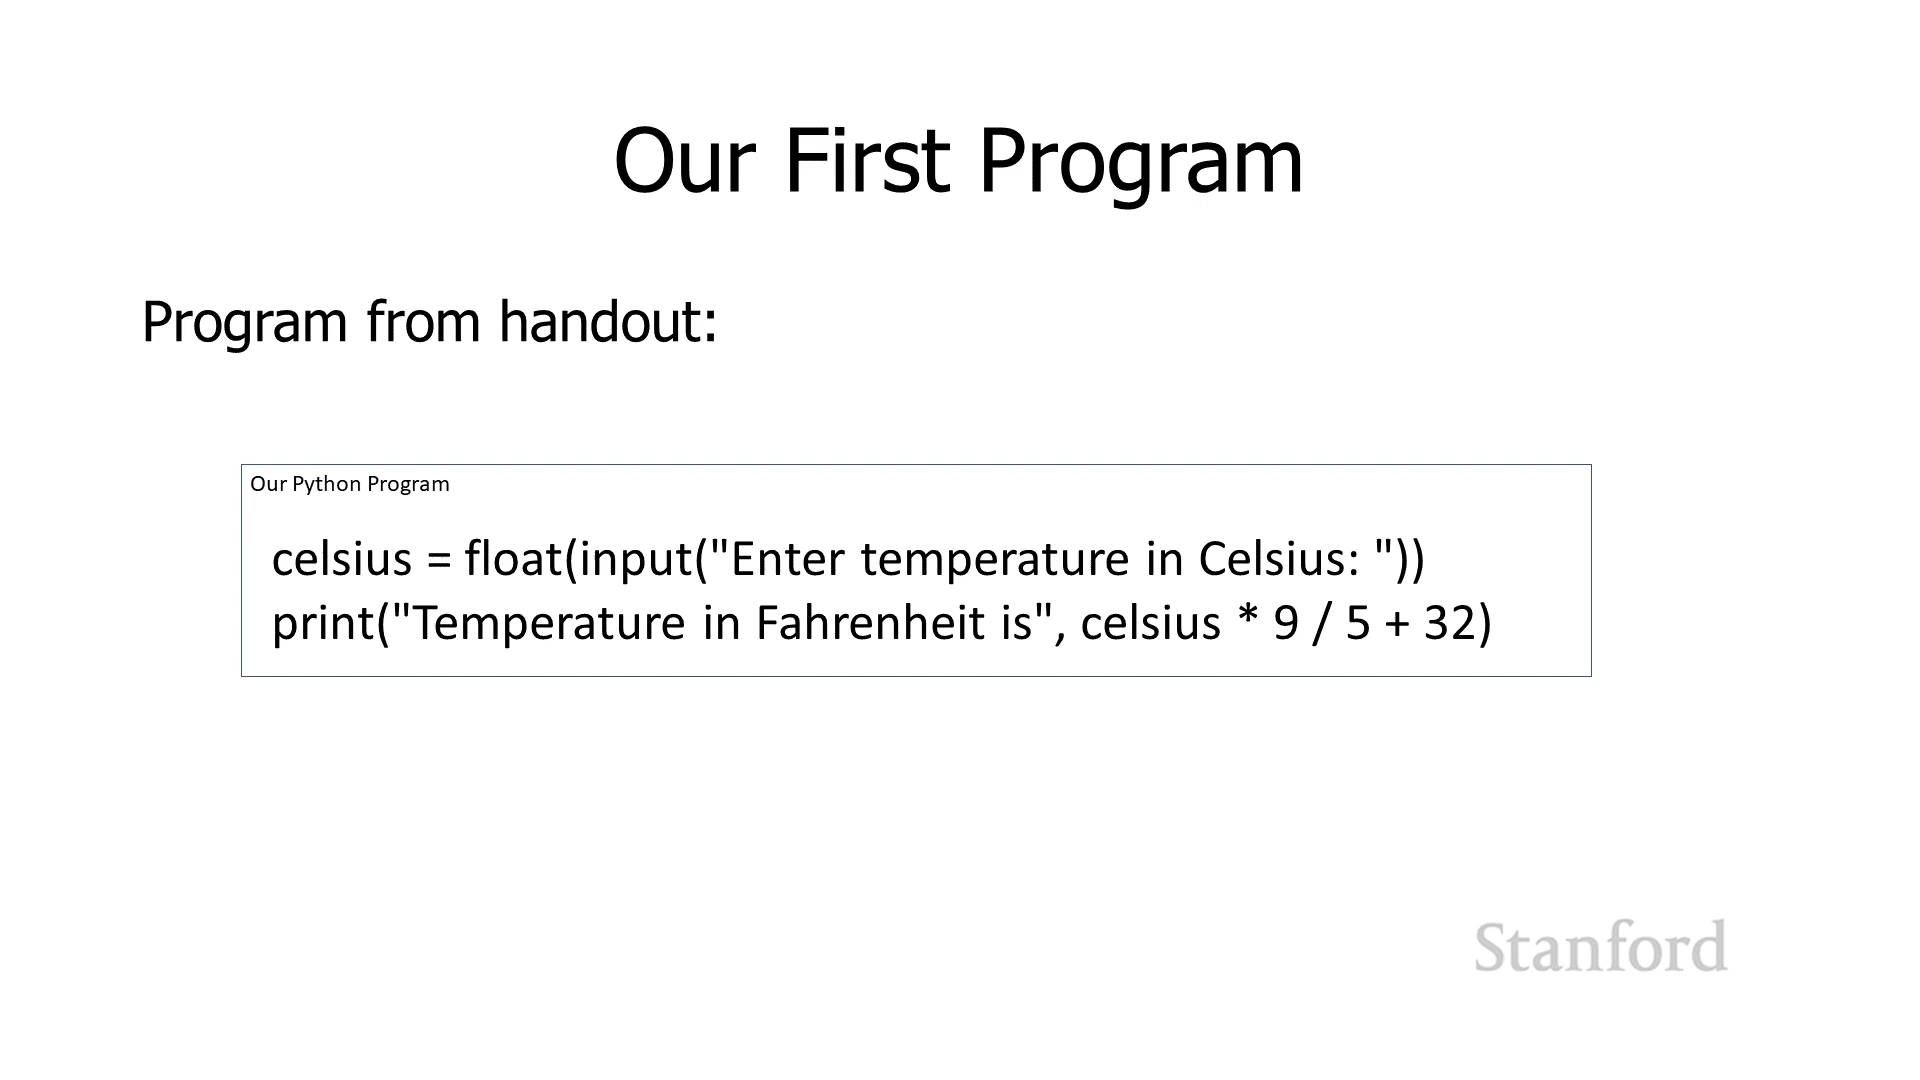 Our First Program
Program from handout:
Our Python Program
celsius = float(input("Enter temperature in Celsius: "))
print("Temperature in Fahrenheit is", celsius * 9 / 5 + 32)
Stanford